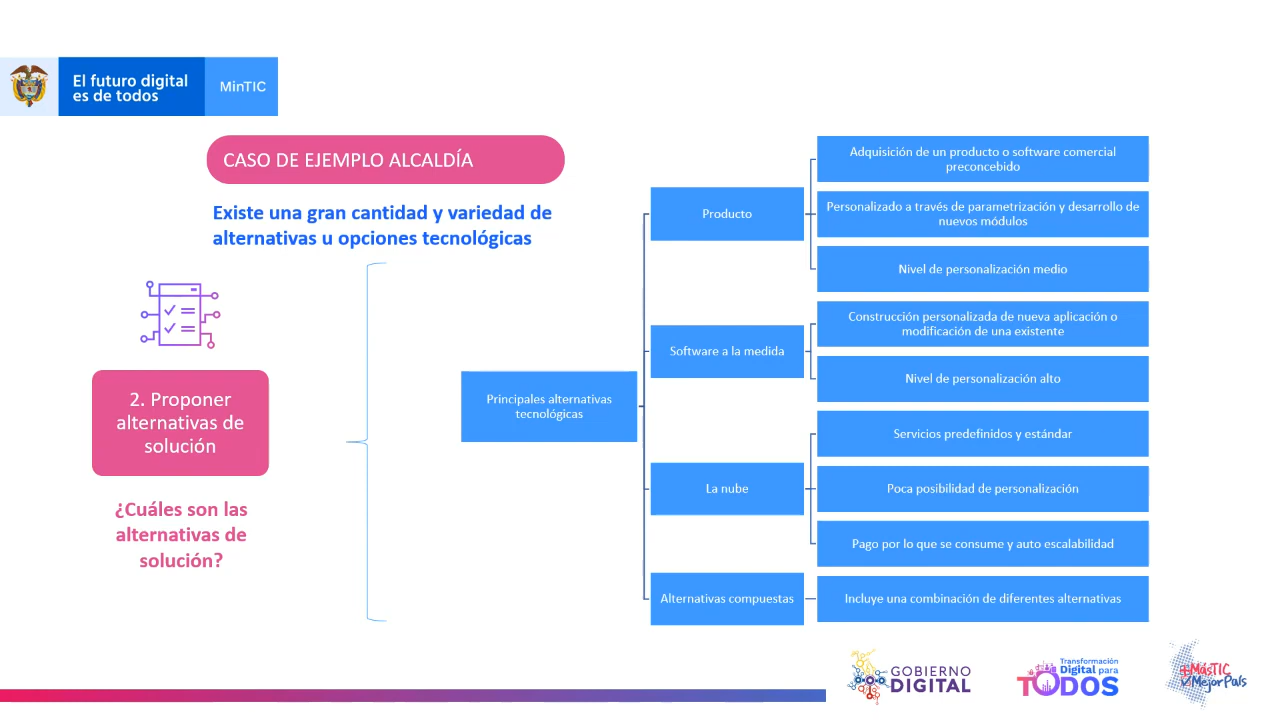 El futuro digital
es de todos
MinTIC
CASO DE EJEMPLO ALCALDÍA
Existe una gran cantidad y variedad de
alternativas u opciones tecnológicas
2. Proponer
alternativas de
solución
¿Cuáles son las
alternativas de
solución?
Principales alternativas
tecnológicas
Producto
Adquisición de un producto o software comercial
preconcebido
Personalizado a través de parametrización y desarrollo de
nuevos módulos
Nivel de personalización medio
Software a la medida
Construcción personalizada de nueva aplicación o
modificación de una existente
Nivel de personalización alto
La nube
Servicios predefinidos y estándar
Poca posibilidad de personalización
Pago por lo que se consume y auto escalabilidad
Alternativas compuestas
Incluye una combinación de diferentes alternativas
GOBIERNO
DIGITAL
Transformación
Digital para
TODOS
+MásTIC
MejorPaís